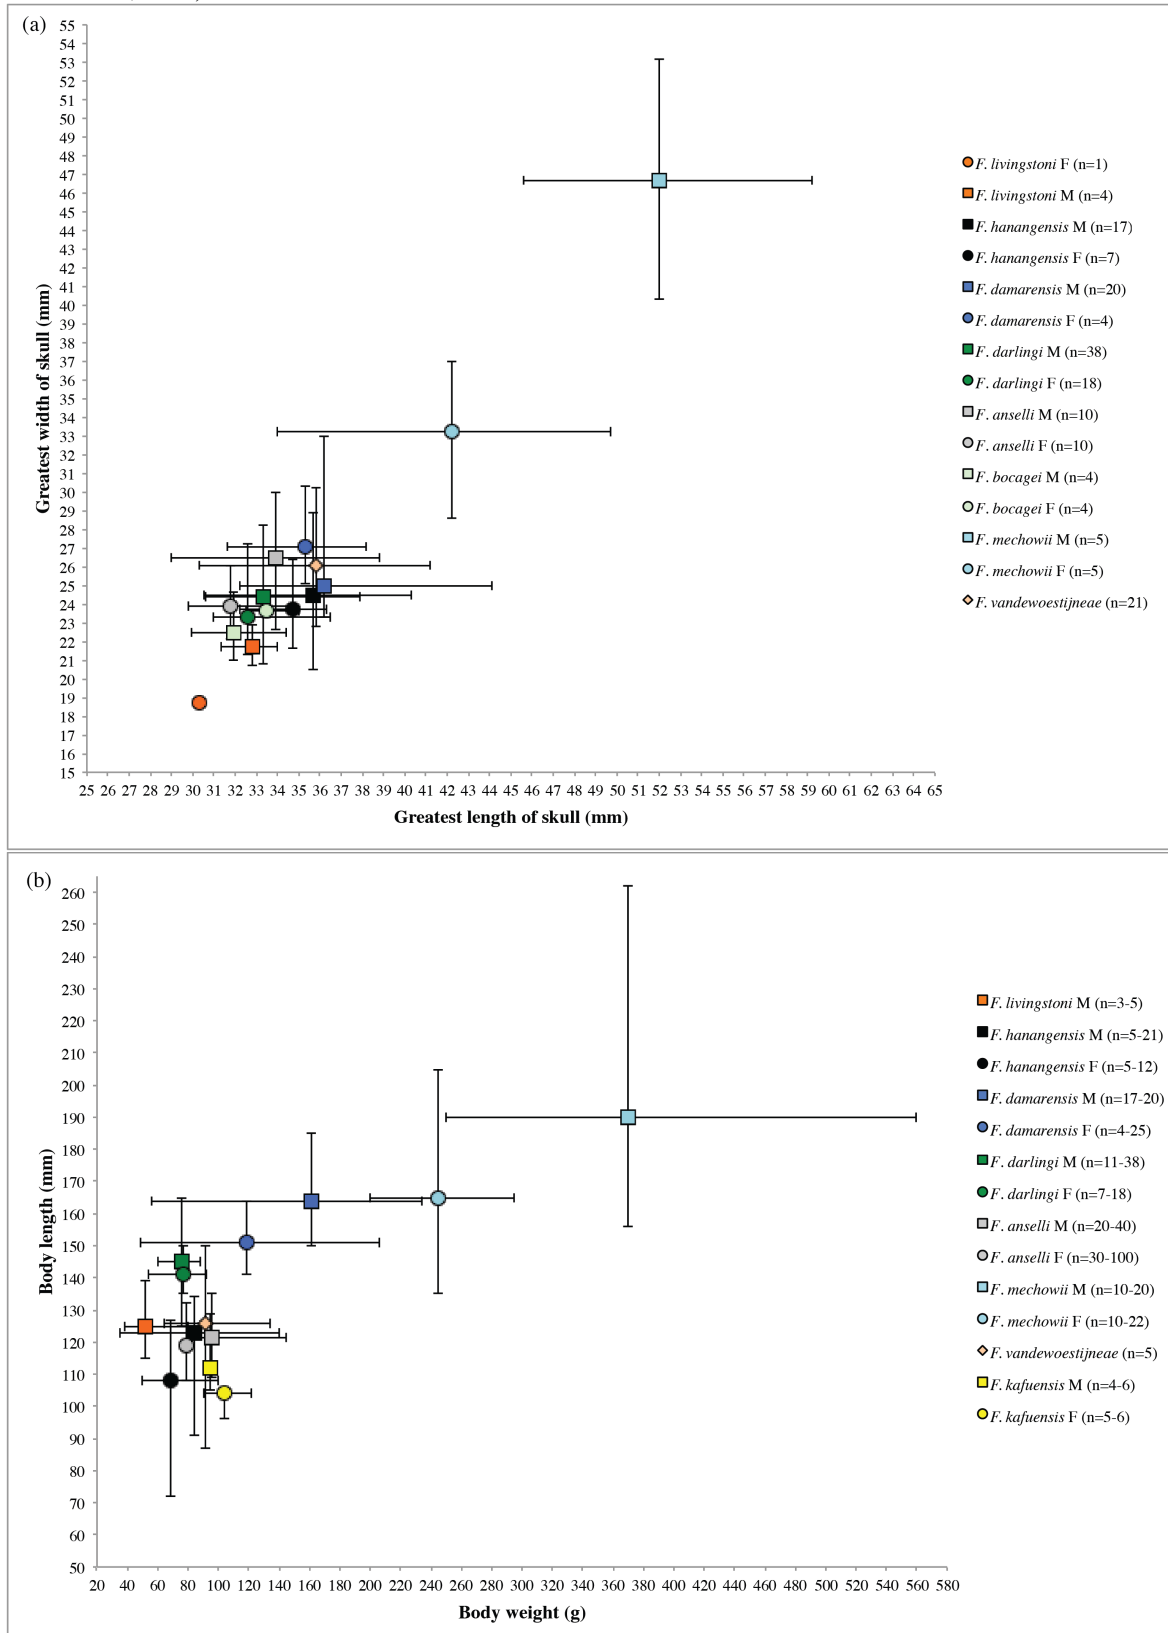 (a)
55
54
53
52
51
50
49
48
47
46
45
44
43
42
41
40
39
38
37
36
35
34
33
32
31
30
29
28
27
26
25
24
23
22
21
20
19
18
17
16
15
Greatest width of skull (mm)
25 26 27 28 29 30 31 32 33 34 35 36 37 38 39 40 41 42 43 44 45 46 47 48 49 50 51 52 53 54 55 56 57 58 59 60 61 62 63 64 65
Greatest length of skull (mm)
F. livingstoni F (n=1)
F. livingstoni M (n=4)
F. hanangensis M (n=17)
F. hanangensis F (n=7)
F. damarensis M (n=20)
F. damarensis F (n=4)
F. darlingi M (n=38)
F. darlingi F (n=18)
F. anselli M (n=10)
F. anselli F (n=10)
F. bocagei M (n=4)
F. bocagei F (n=4)
F. mechowii M (n=5)
F. mechowii F (n=5)
F. vandewoestijneae (n=21)
(b)
260
250
240
230
220
210
200
190
180
170
160
150
140
130
120
110
100
90
80
70
60
50
Body length (mm)
20 40 60 80 100 120 140 160 180 200 220 240 260 280 300 320 340 360 380 400 420 440 460 480 500 520 540 560 580
Body weight (g)
F. livingstoni M (n=3-5)
F. hanangensis M (n=5-21)
F. hanangensis F (n=5-12)
F. damarensis M (n=17-20)
F. damarensis F (n=4-25)
F. darlingi M (n=11-38)
F. darlingi F (n=7-18)
F. anselli M (n=20-40)
F. anselli F (n=30-100)
F. mechowii M (n=10-20)
F. mechowii F (n=10-22)
F. vandewoestijneae (n=5)
F. kafuensis M (n=4-6)
F. kafuensis F (n=5-6)